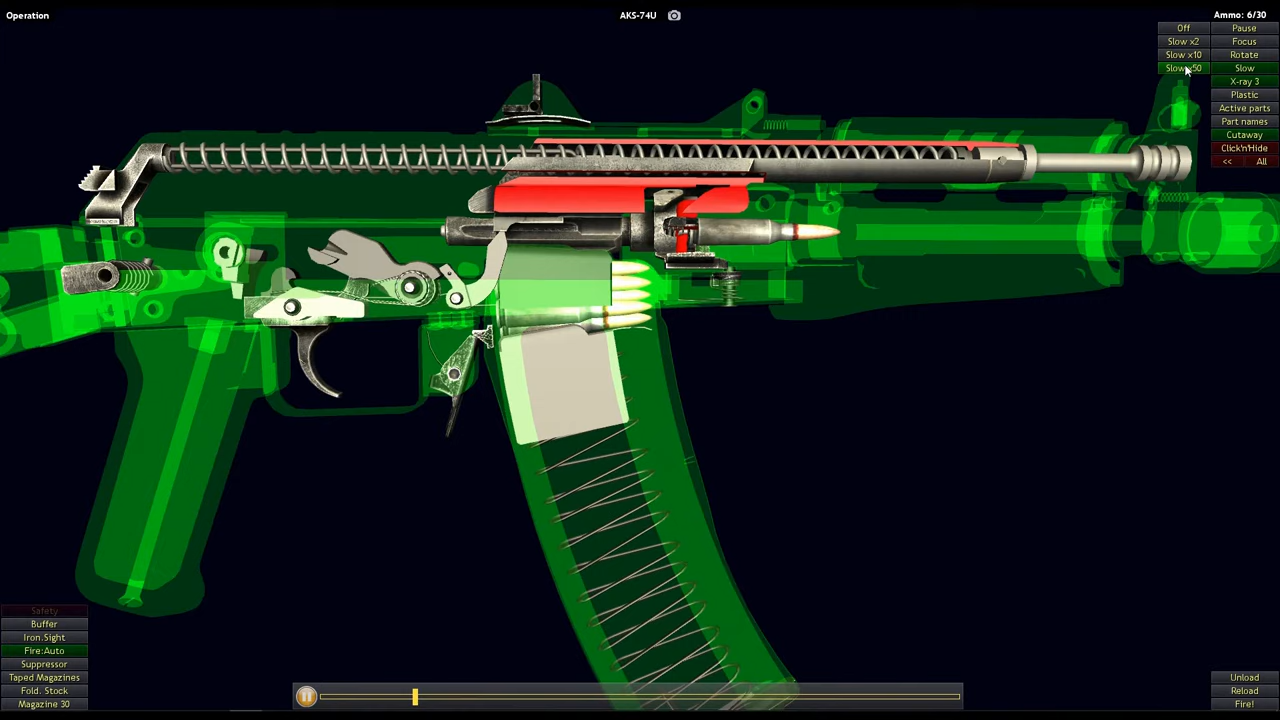 Operation
AKS-74U
Ammo: 6/30
Off
Pause
Slow x2
Focus
Slow x10
Rotate
Slow x50
Slow
X-ray 3
Plastic
Active parts
Part names
Cutaway
Click'n'Hide
<< All
Safety
Buffer
Iron.Sight
Fire:Auto
Suppressor
Taped Magazines
Fold. Stock
Magazine 30
Unload
Reload
Fire!